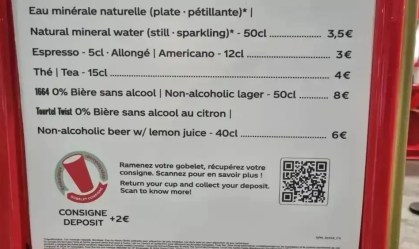 Eau minérale naturelle (plate · pétillante)* |
Natural mineral water (still · sparkling)* - 50cl ................ 3,5€
Espresso - 5cl · Allongé | Americano - 12cl ................ 3€
Thé | Tea - 15cl ................ 4€
1664 0% Bière sans alcool | Non-alcoholic lager - 50cl ................ 8€
Tourtel Twist 0% Bière sans alcool au citron |
Non-alcoholic beer w/ lemon juice - 40cl ................ 6€
Ramenez votre gobelet, récupérez votre
consigne. Scannez pour en savoir plus !
Return your cup and collect your deposit.
Scan to know more!
CONSIGNE
DEPOSIT +2€